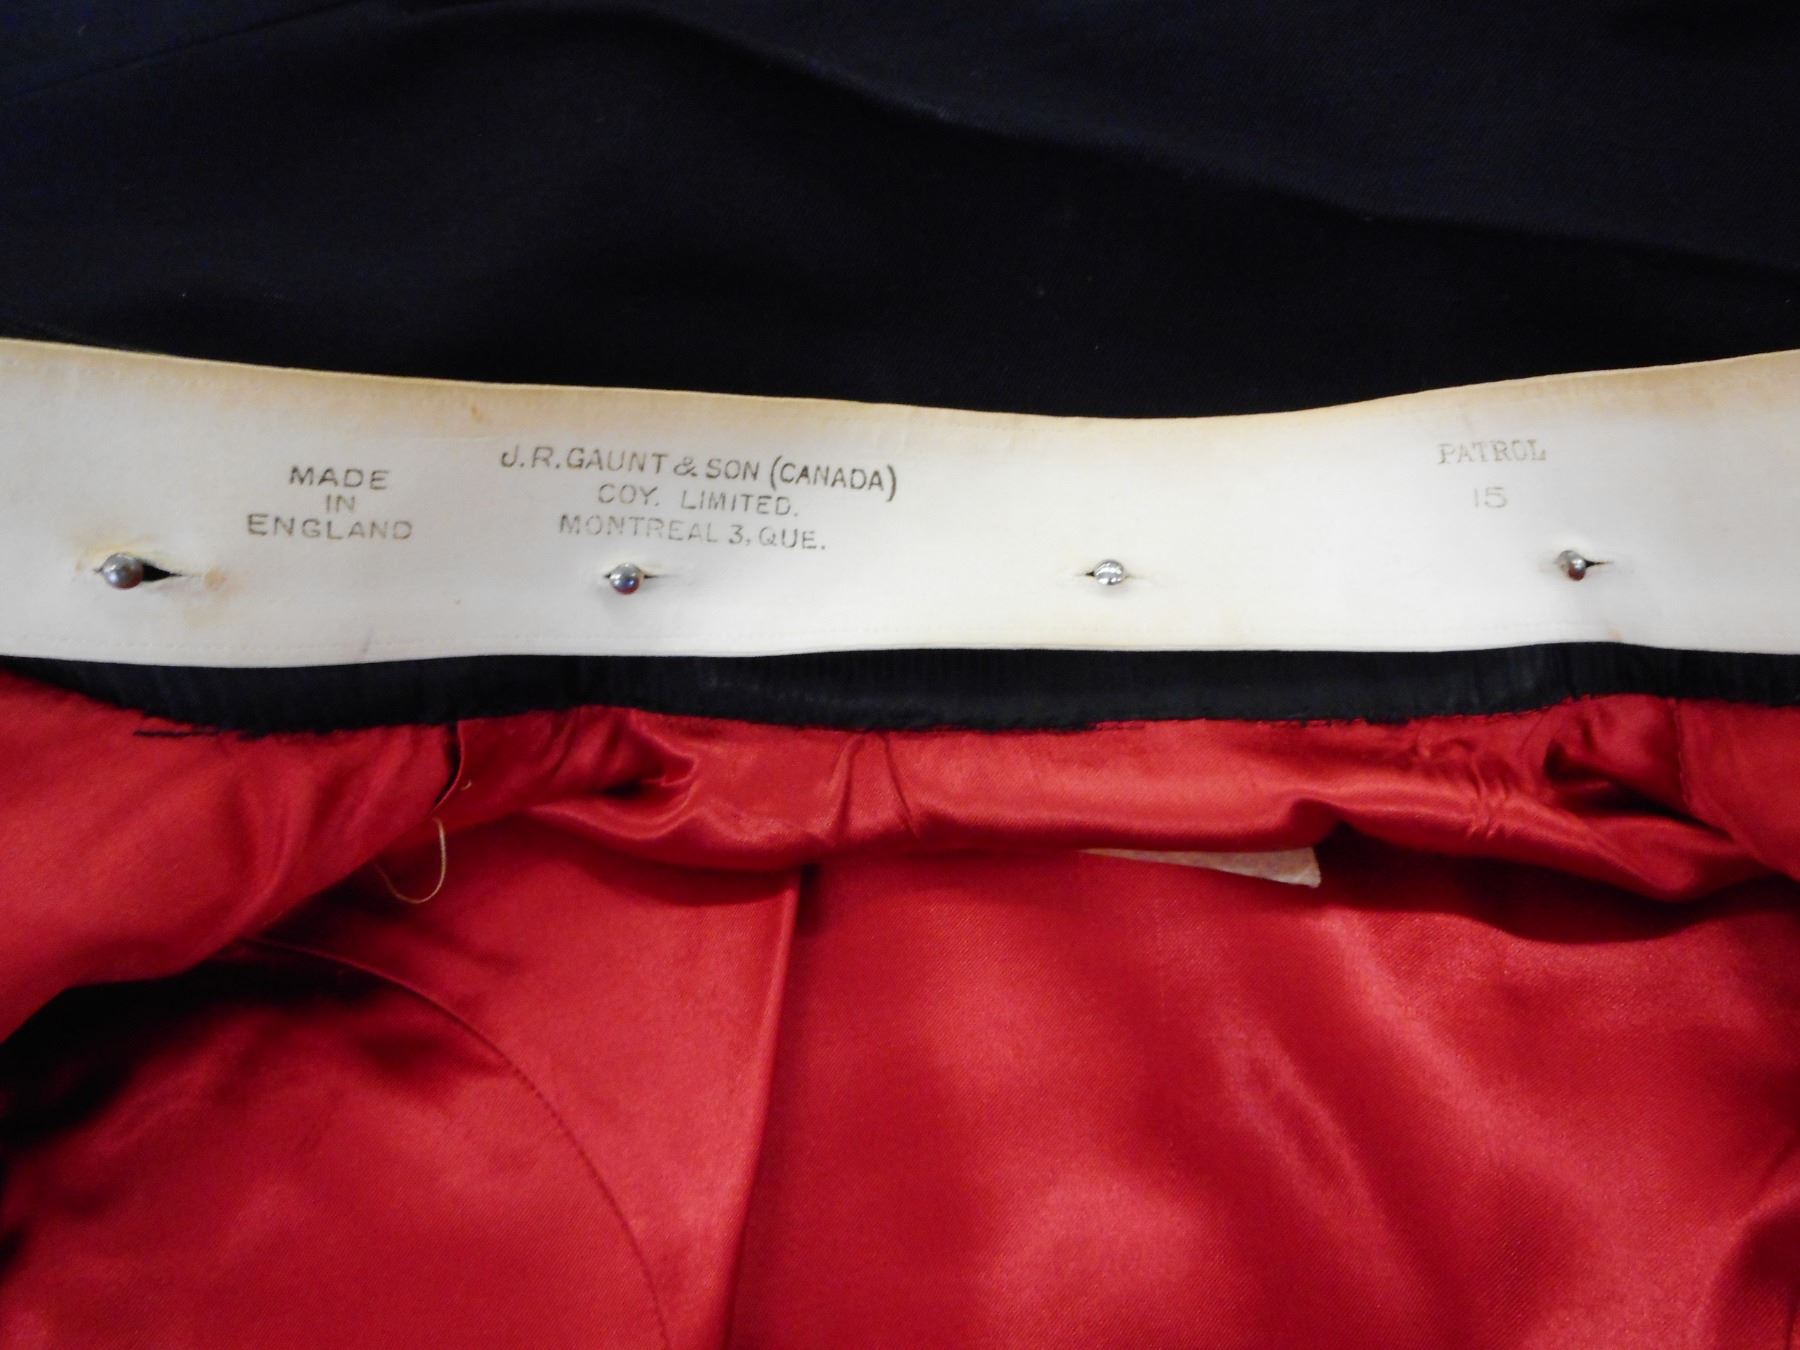 MADE
IN
ENGLAND
J.R. GAUNT & SON (CANADA)
COY. LIMITED.
MONTREAL 3, QUE.
PATROL
15